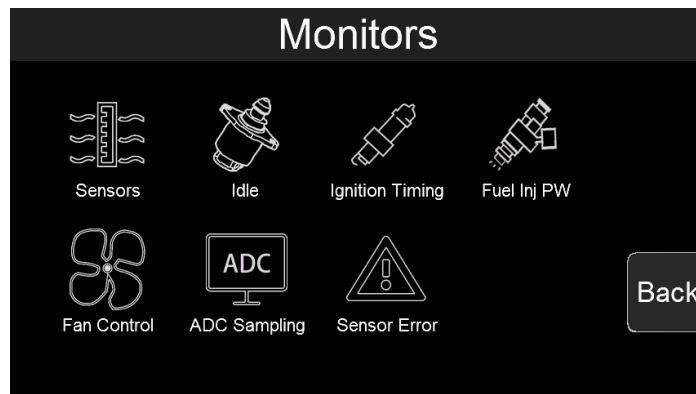 Monitors
Sensors
Idle
Ignition Timing
Fuel Inj PW
ADC
Fan Control
ADC Sampling
Sensor Error
Back